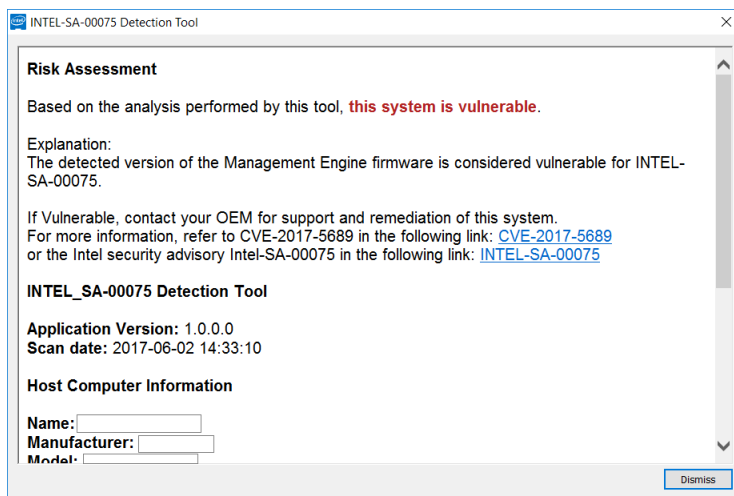 INTEL-SA-00075 Detection Tool
Risk Assessment
Based on the analysis performed by this tool, this system is vulnerable.
Explanation:
The detected version of the Management Engine firmware is considered vulnerable for INTEL-
SA-00075.
If Vulnerable, contact your OEM for support and remediation of this system.
For more information, refer to CVE-2017-5689 in the following link: CVE-2017-5689
or the Intel security advisory Intel-SA-00075 in the following link: INTEL-SA-00075
INTEL_SA-00075 Detection Tool
Application Version: 1.0.0.0
Scan date: 2017-06-02 14:33:10
Host Computer Information
Name:
Manufacturer:
Model:
Dismiss